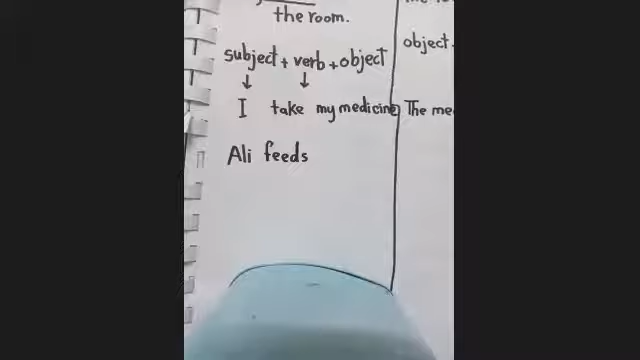 the room.
object.
subject + verb + object
I take my medicine
The me
Ali feeds